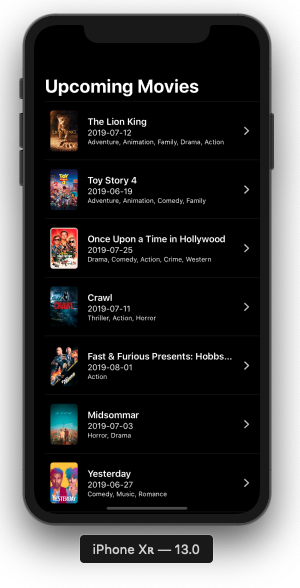 Upcoming Movies
The Lion King
2019-07-12
Adventure, Animation, Family, Drama, Action
Toy Story 4
2019-06-19
Adventure, Animation, Comedy, Family
Once Upon a Time in Hollywood
2019-07-25
Drama, Comedy, Action, Crime, Western
Crawl
2019-07-11
Thriller, Action, Horror
Fast & Furious Presents: Hobbs...
2019-08-01
Action
Midsommar
2019-07-03
Horror, Drama
Yesterday
2019-06-27
Comedy, Music, Romance
iPhone Xʀ — 13.0